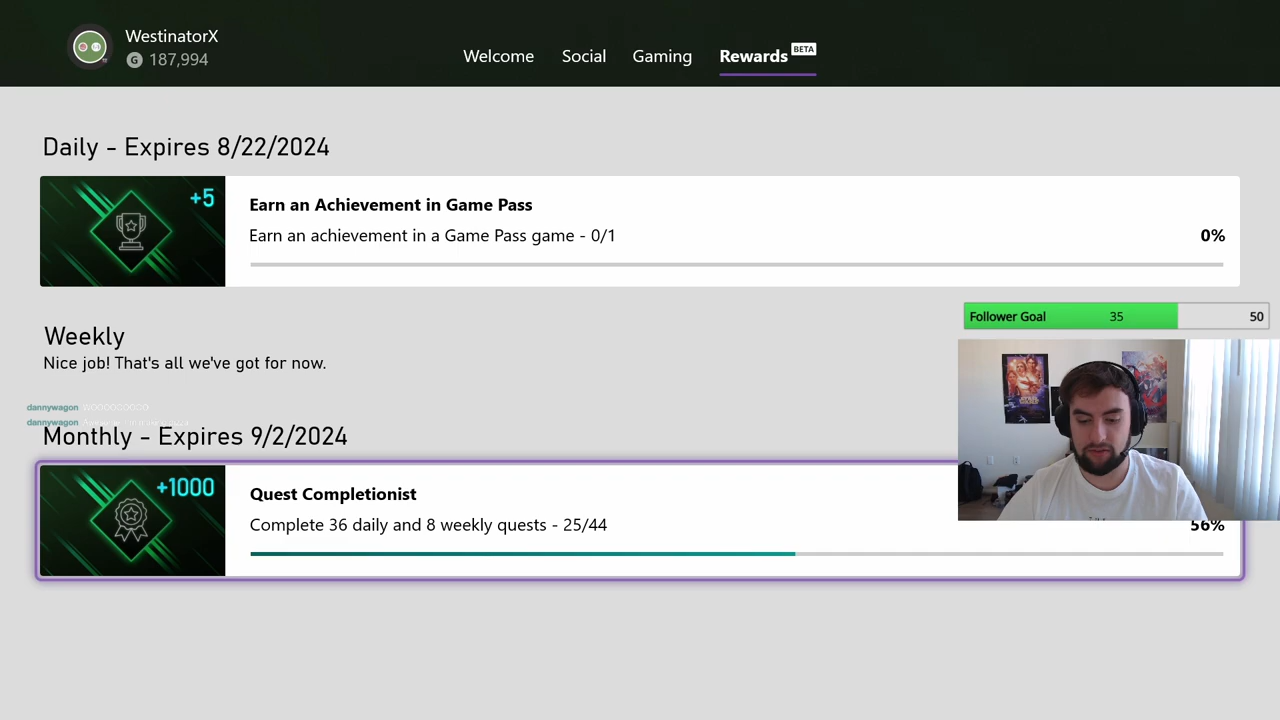 WestinatorX
G 187,994
Welcome Social Gaming Rewards BETA
Daily - Expires 8/22/2024
+5
Earn an Achievement in Game Pass
Earn an achievement in a Game Pass game - 0/1
0%
Follower Goal 35 50
Weekly
Nice job! That's all we've got for now.
dannywagon
dannywagon
Monthly - Expires 9/2/2024
+1000
Quest Completionist
Complete 36 daily and 8 weekly quests - 25/44
56%